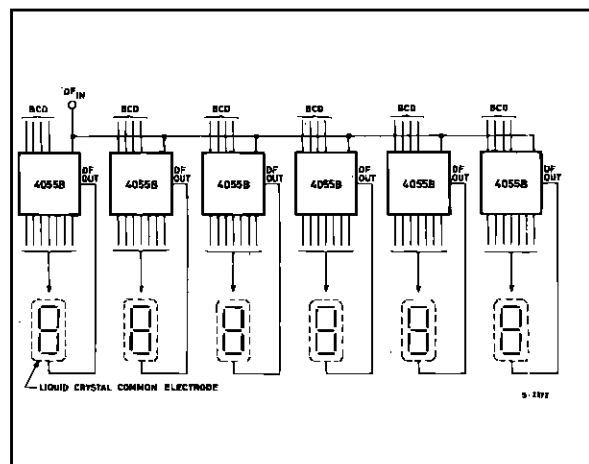 DF IN
BCD BCD BCD BCD BCD BCD
4055B DF OUT 4055B DF OUT 4055B DF OUT 4055B DF OUT 4055B DF OUT 4055B DF OUT
LIQUID CRYSTAL COMMON ELECTRODE